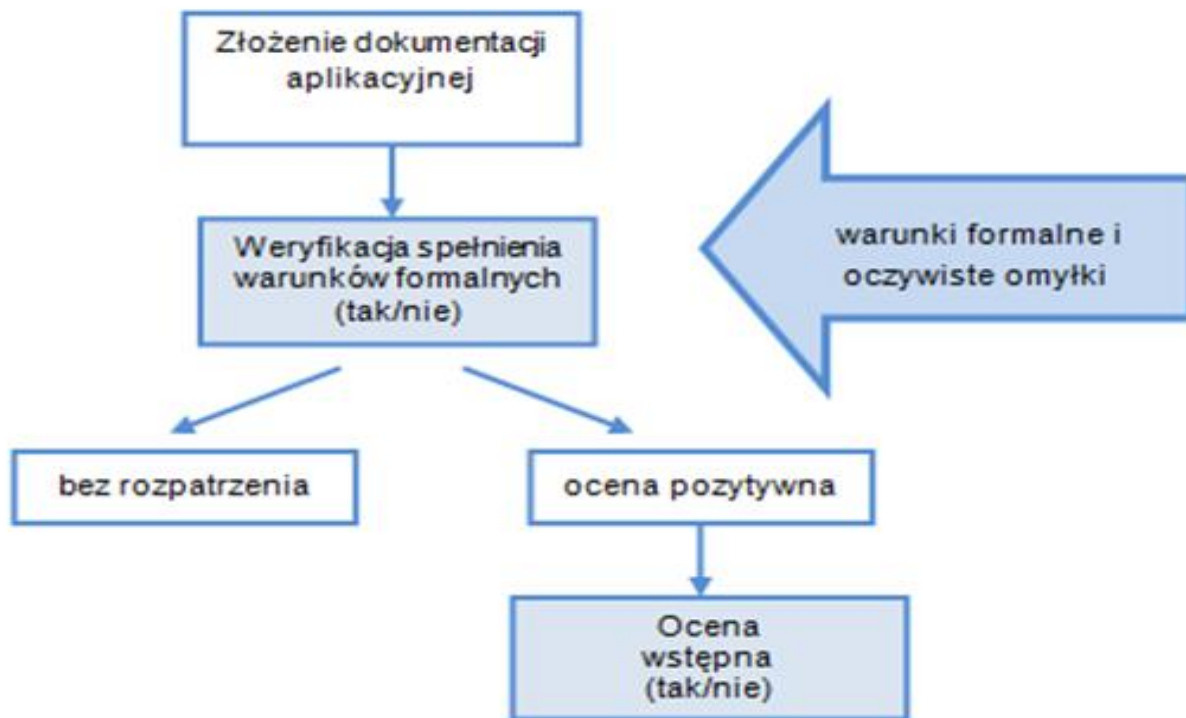 Złożenie dokumentacji
aplikacyjnej
Weryfikacja spełnienia
warunków formalnych
(tak/nie)
warunki formalne i
oczywiste omyłki
bez rozpatrzenia
ocena pozytywna
Ocena
wstępna
(tak/nie)